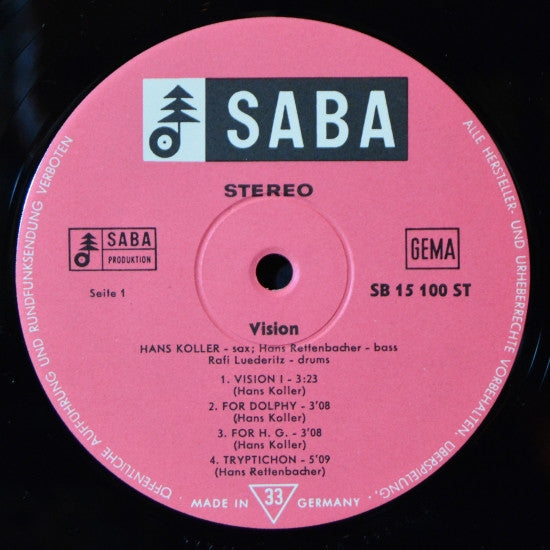 SABA
STEREO
SABA
PRODUKTION
GEMA
Seite 1
SB 15 100 ST
Vision
HANS KOLLER - sax; Hans Rettenbacher - bass
Rafi Luederitz - drums
1. VISION I - 3:23
(Hans Koller)
2. FOR DOLPHY - 3'08
(Hans Koller)
3. FOR H. G. - 3'08
(Hans Koller)
4. TRYPTICHON - 5'09
(Hans Rettenbacher)
MADE IN 33 GERMANY
ALLE HERSTELLER- UND URHEBERRECHTE VORBEHALTEN. ÜBERSPIELUNG,
ÖFFENTLICHE AUFFÜHRUNG UND RUNDFUNKSENDUNG VERBOTEN